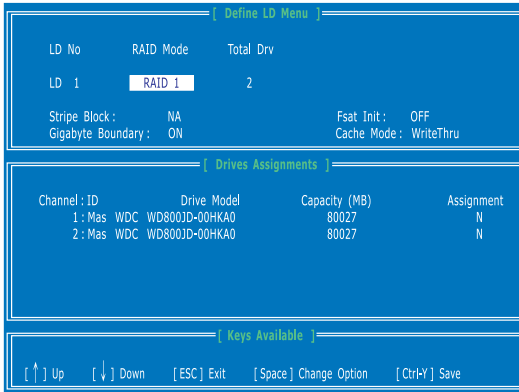 [ Define LD Menu ]
LD No RAID Mode Total Drv
LD 1 RAID 1 2
Stripe Block : NA Fsat Init : OFF
Gigabyte Boundary : ON Cache Mode : WriteThru
[ Drives Assignments ]
Channel : ID Drive Model Capacity (MB) Assignment
1 : Mas WDC WD800JD-00HKA0 80027 N
2 : Mas WDC WD800JD-00HKA0 80027 N
[ Keys Available ]
[ ↑ ] Up [ ↓ ] Down [ ESC ] Exit [ Space ] Change Option [ Ctrl-Y ] Save